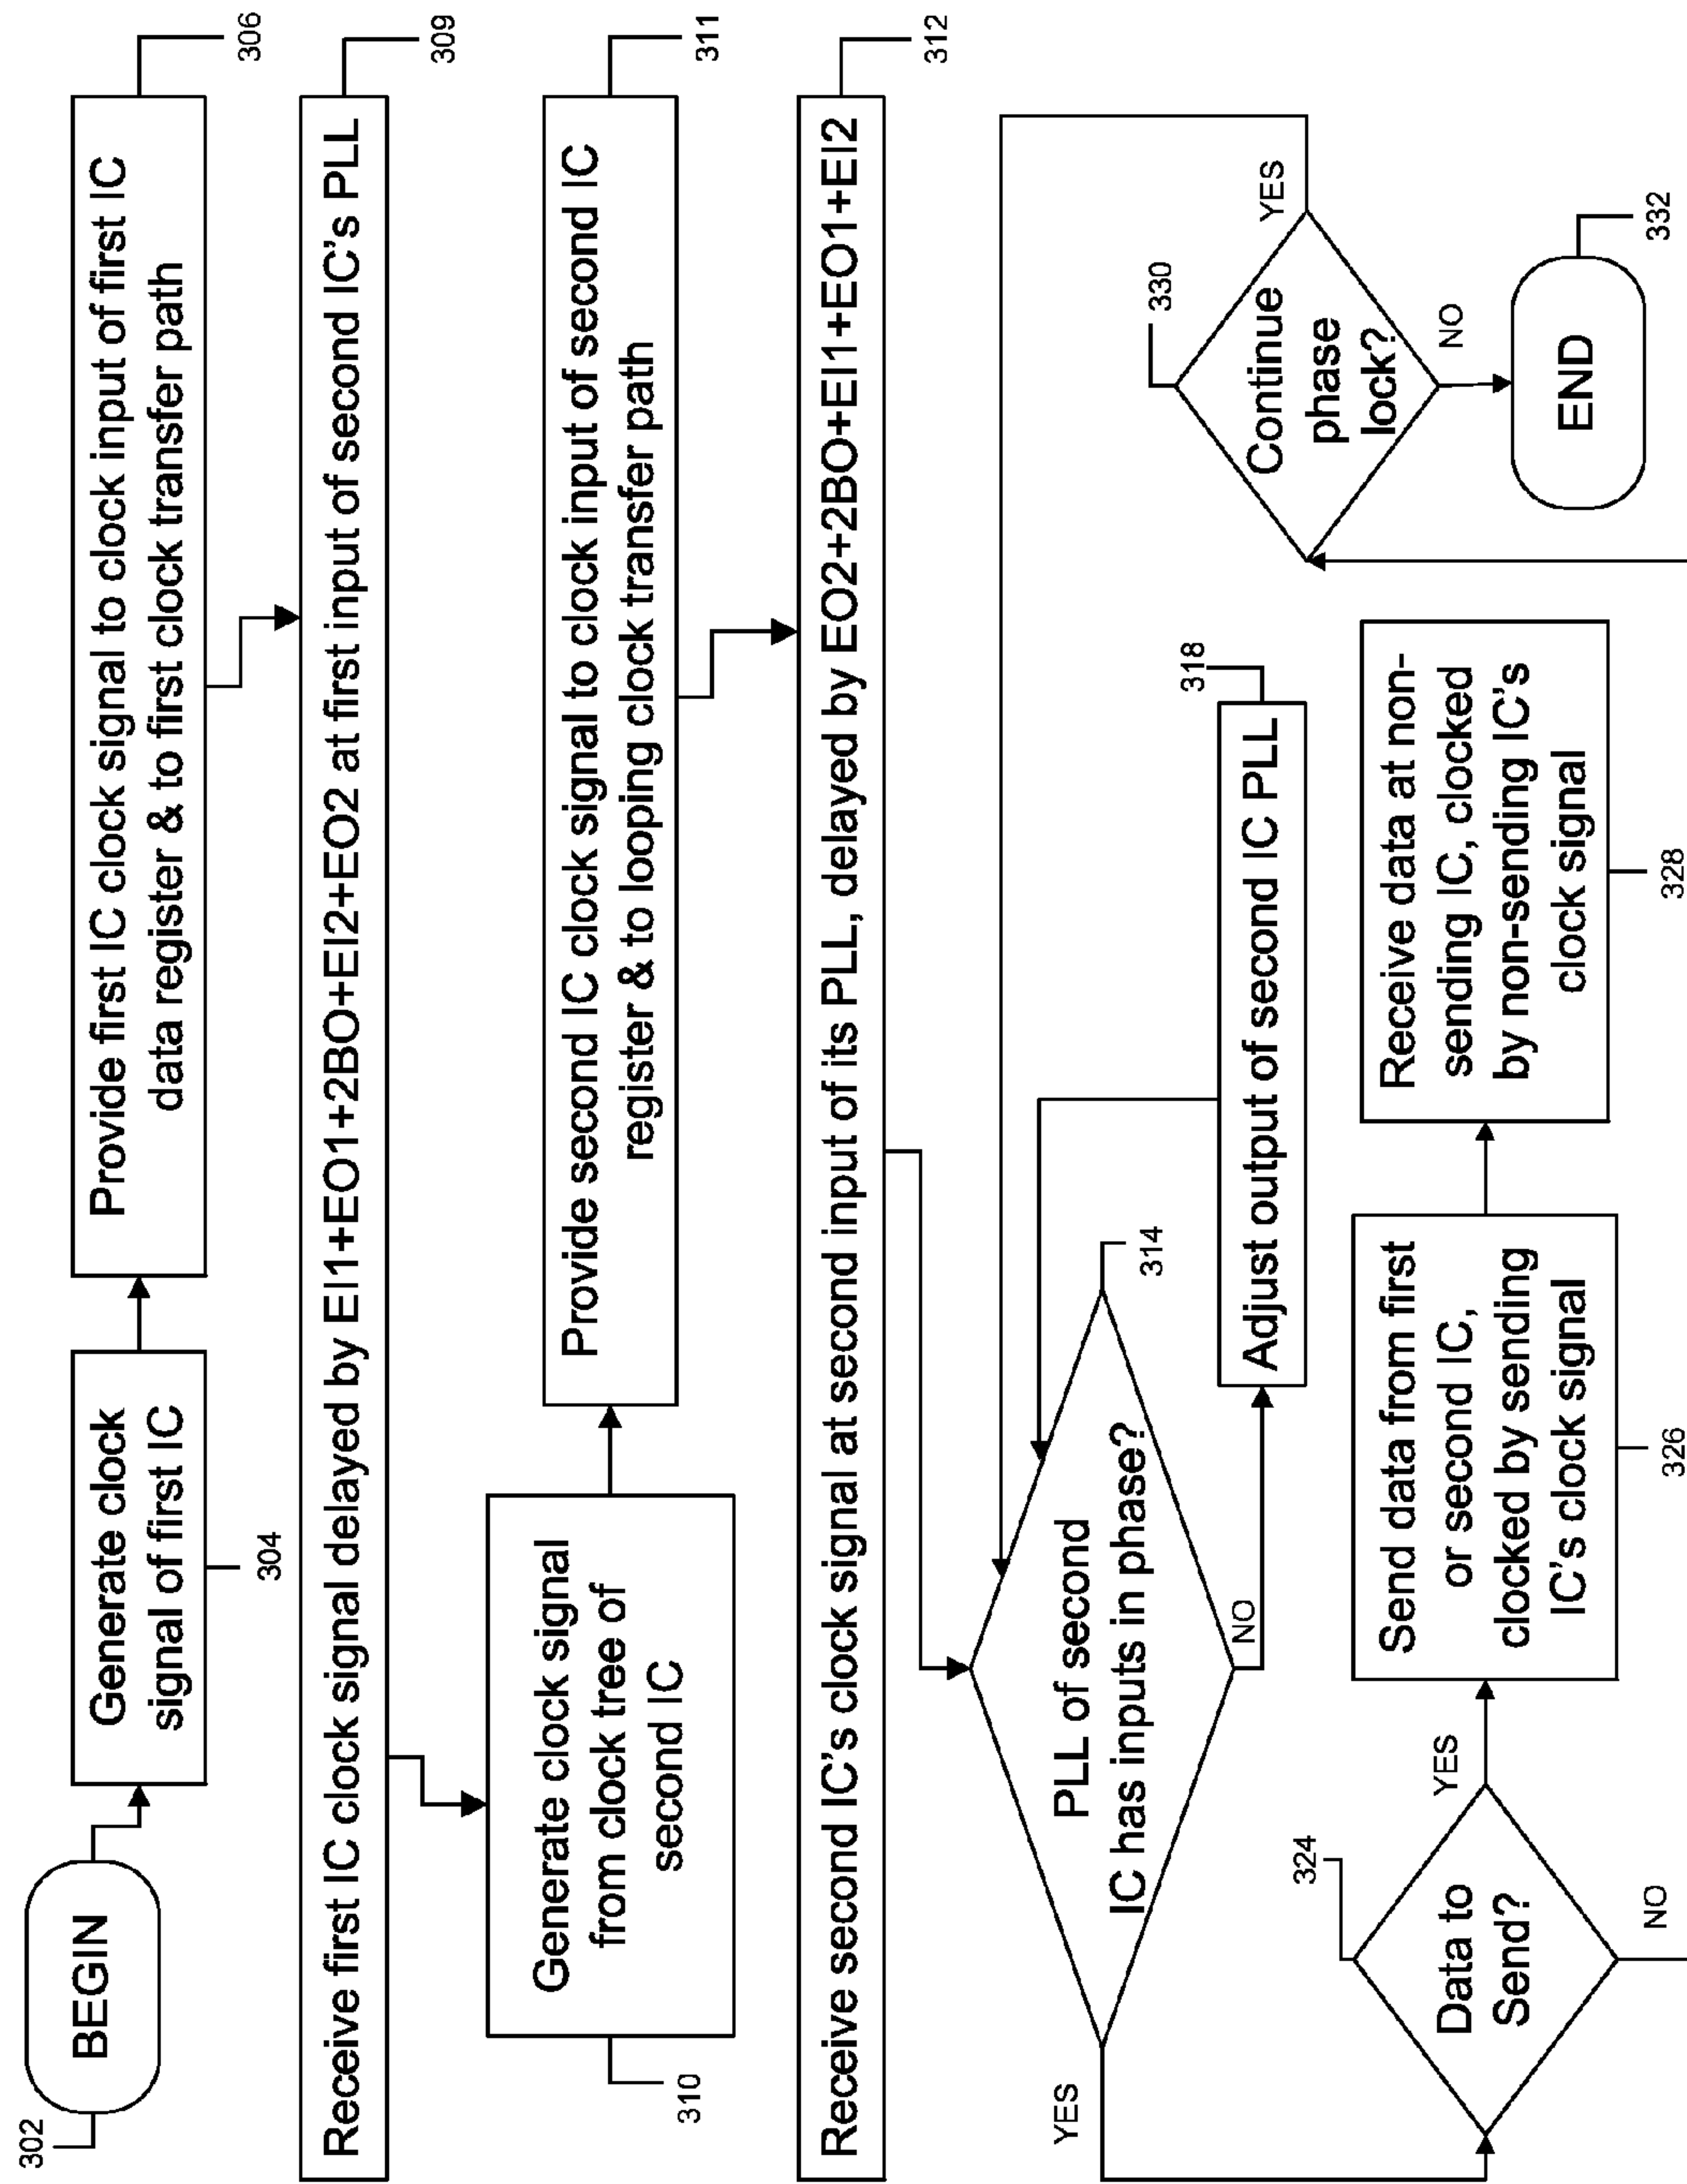 302
BEGIN
Generate clock
signal of first IC
304
Provide first IC clock signal to clock input of first IC
data register & to first clock transfer path
306
Receive first IC clock signal delayed by EI1+EO1+2BO+EI2+EO2 at first input of second IC's PLL
309
Generate clock signal
from clock tree of
second IC
310
Provide second IC clock signal to clock input of second IC
register & to looping clock transfer path
311
Receive second IC's clock signal at second input of its PLL, delayed by EO2+2BO+EI1+EO1+EI2
312
PLL of second
IC has inputs in phase?
314
YES
NO
Adjust output of second IC PLL
318
Data to
Send?
324
YES
NO
Send data from first
or second IC,
clocked by sending
IC's clock signal
326
Receive data at non-
sending IC, clocked
by non-sending IC's
clock signal
328
Continue
phase
lock?
330
YES
NO
END
332